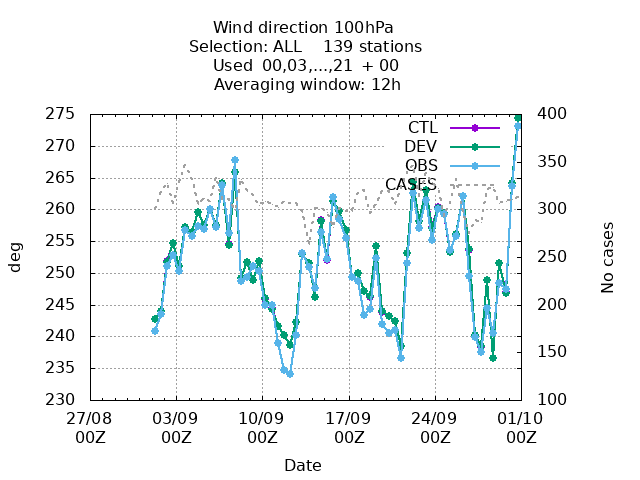 Wind direction 100hPa
Selection: ALL 139 stations
Used 00,03,...,21 + 00
Averaging window: 12h
275 400
270 350
265
260 300
255
250 250
245 200
240
235 150
230 100
CTL
DEV
OBS
CASES
deg
No cases
27/08 03/09 10/09 17/09 24/09 01/10
00Z 00Z 00Z 00Z 00Z 00Z
Date